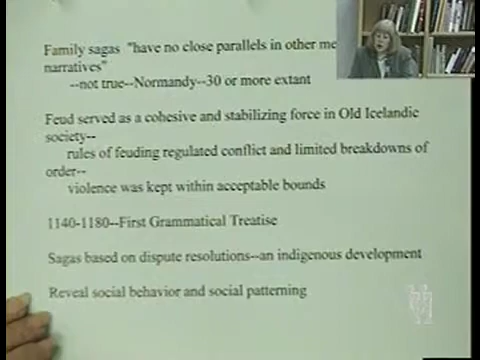 Family sagas "have no close parallels in other me
narratives"
--not true--Normandy--30 or more extant
Feud served as a cohesive and stabilizing force in Old Icelandic
society--
rules of feuding regulated conflict and limited breakdowns of
order--
violence was kept within acceptable bounds
1140-1180--First Grammatical Treatise
Sagas based on dispute resolutions--an indigenous development
Reveal social behavior and social patterning